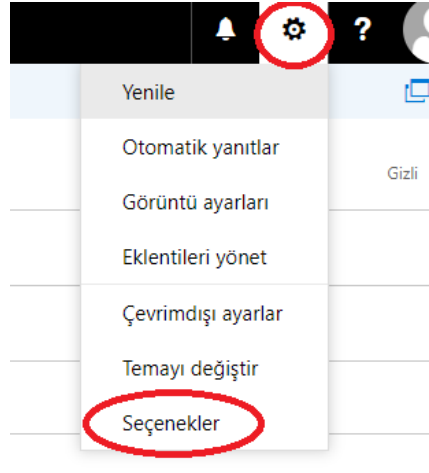 ?
Yenile
Otomatik yanıtlar
Gizli
Görüntü ayarları
Eklentileri yönet
Çevrimdışı ayarlar
Temayı değiştir
Seçenekler